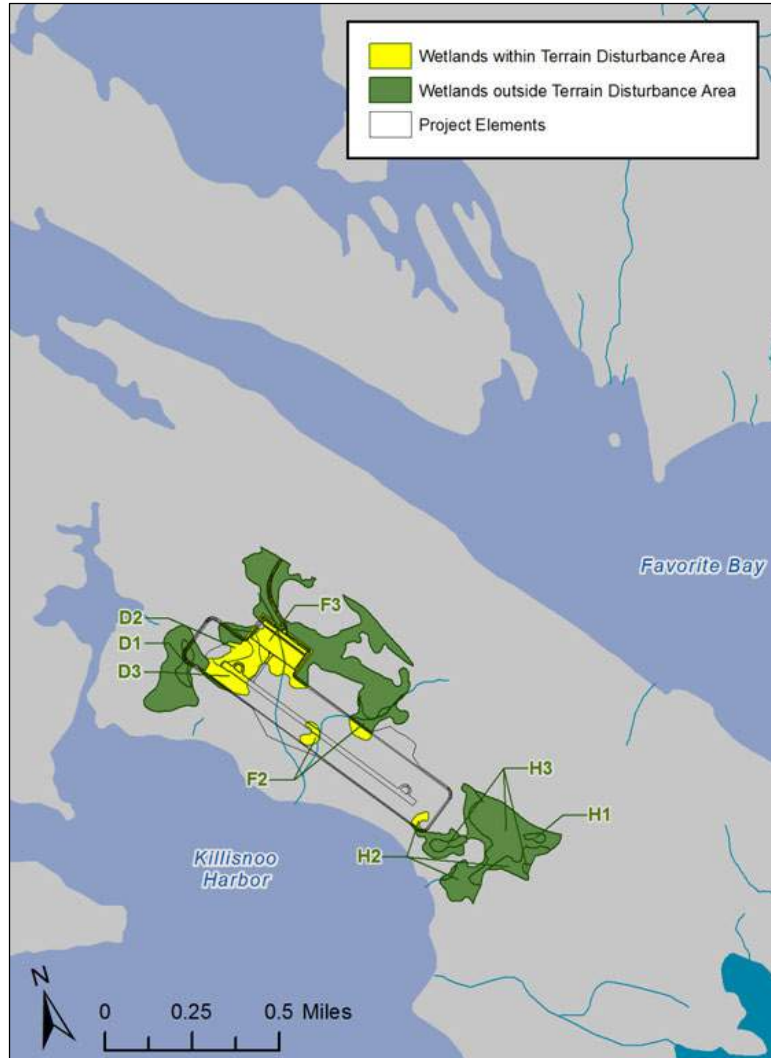 Wetlands within Terrain Disturbance Area
Wetlands outside Terrain Disturbance Area
Project Elements
Favorite Bay
D2
F3
D1
D3
F2
H3
H1
H2
Killisnoo
Harbor
N
0 0.25 0.5 Miles